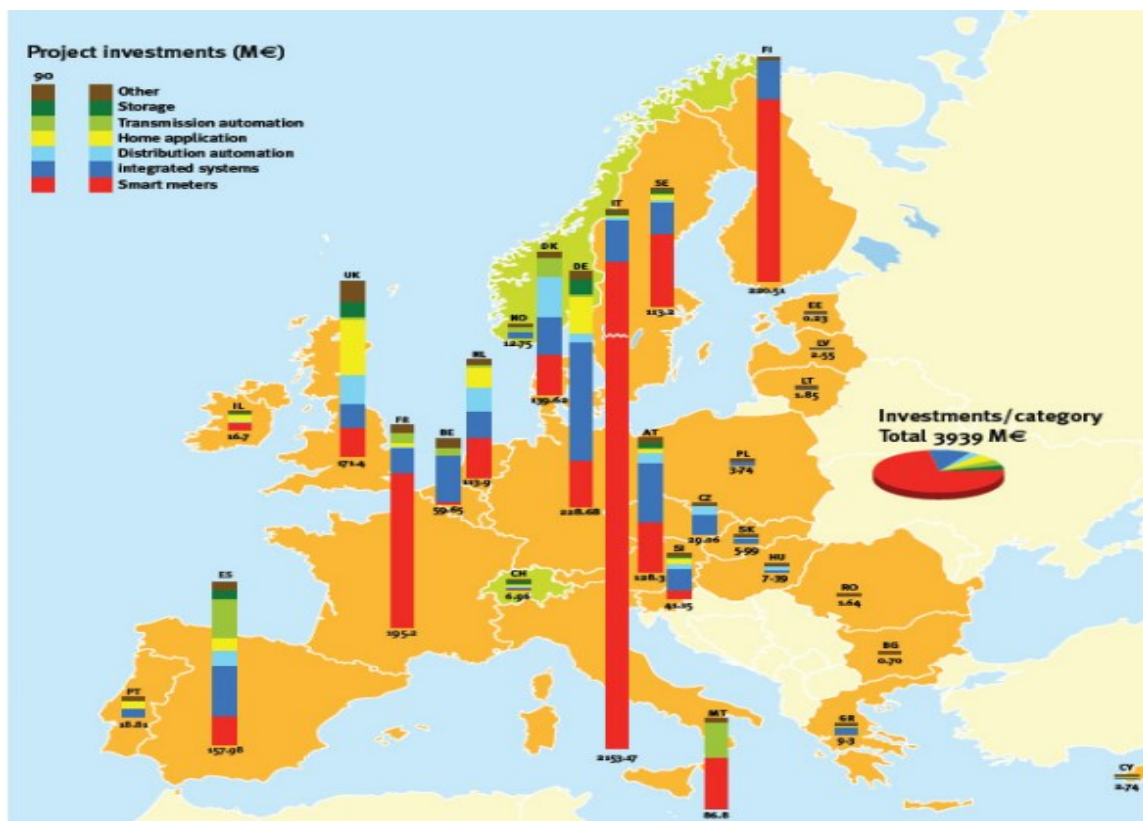 Project investments (M€)
90
Other
Storage
Transmission automation
Home application
Distribution automation
integrated systems
Smart meters
FI
220.51
SE
113.2
IT
2153.17
DK
139.62
DE
228.68
UK
171.4
NO
12.75
NL
113.9
EE
0.23
LV
2.55
LT
1.85
IL
16.7
FR
195.2
BE
59.65
Investments/category
Total 3939 M€
AT
128.3
PL
3.74
CZ
29.06
SK
5.99
HU
7.39
SI
41.15
CH
6.96
RO
1.64
ES
157.98
BG
0.70
PT
18.81
MT
86.8
GR
9.3
CY
2.74